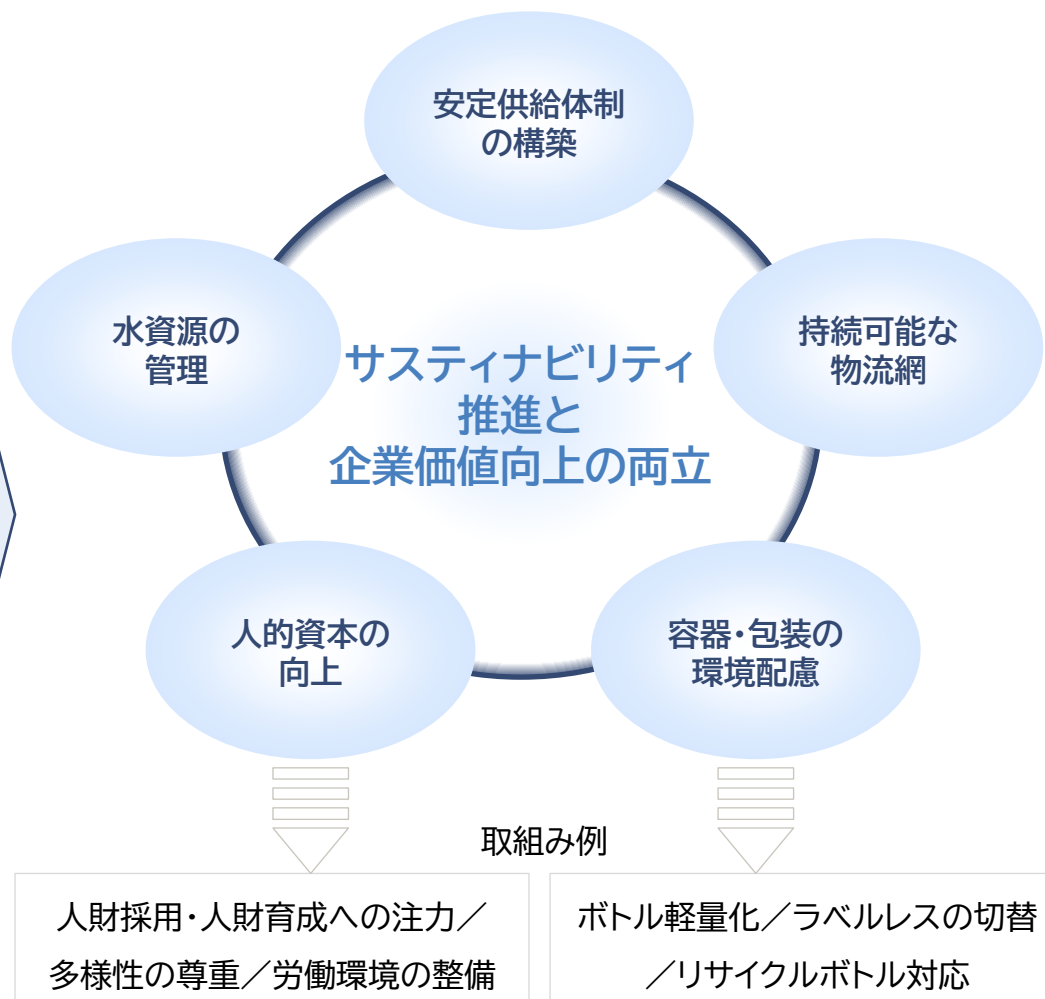 安定供給体制
の構築
水資源の
管理
持続可能な
物流網
サスティナビリティ
推進と
企業価値向上の両立
人的資本の
向上
容器・包装の
環境配慮
取組み例
人財採用・人財育成への注力／
多様性の尊重／労働環境の整備
ボトル軽量化／ラベルレスの切替
／リサイクルボトル対応